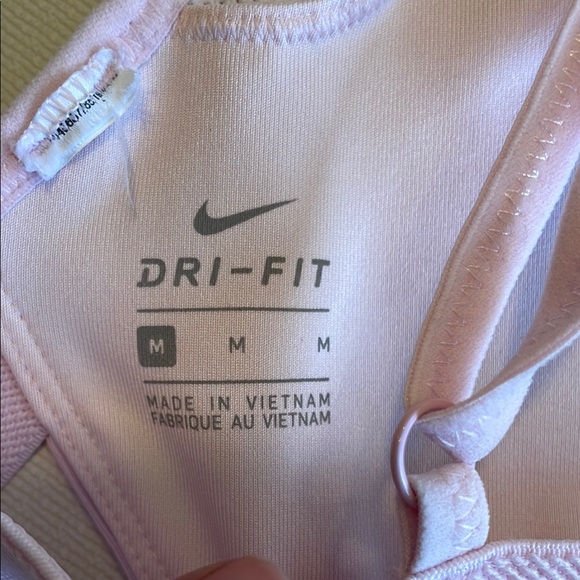 DRI-FIT
M M M
MADE IN VIETNAM
FABRIQUE AU VIETNAM